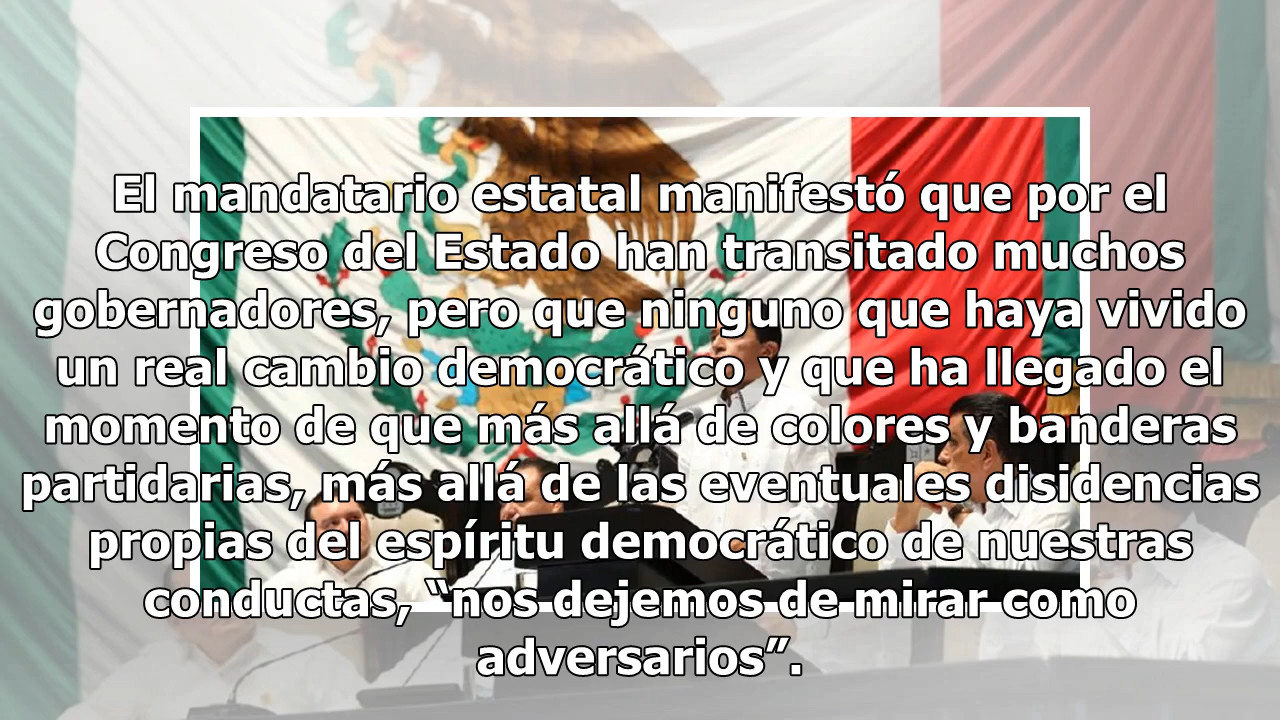 El mandatario estatal manifestó que por el
Congreso del Estado han transitado muchos
gobernadores, pero que ninguno que haya vivido
un real cambio democrático y que ha llegado el
momento de que más allá de colores y banderas
partidarias, más allá de las eventuales disidencias
propias del espíritu democrático de nuestras
conductas, “nos dejemos de mirar como
adversarios”.